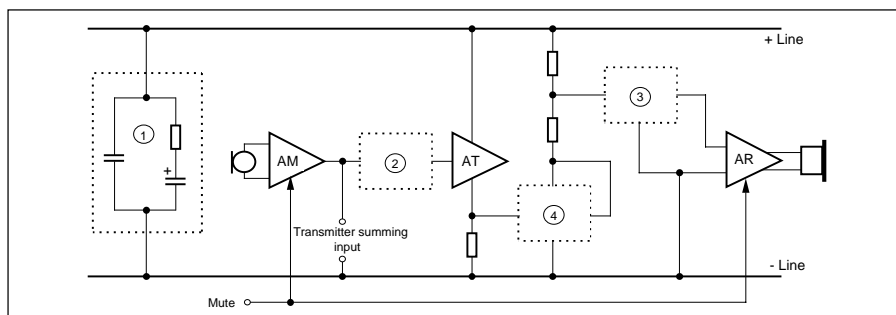 + Line
1
3
AM
2
AT
AR
+
4
Transmitter summing
input
- Line
Mute